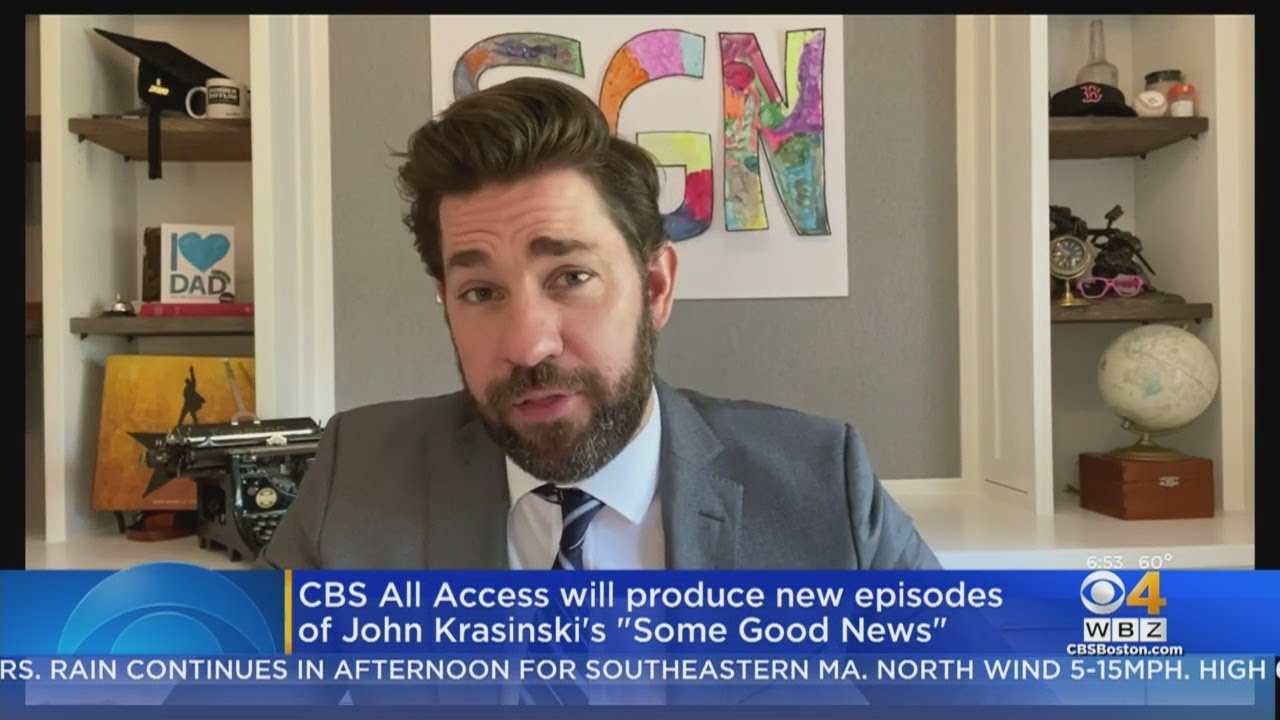 SGN
I
DAD
B
CBS All Access will produce new episodes
of John Krasinski's "Some Good News"
6:53 60°
4
WBZ
CBSBoston.com
RS. RAIN CONTINUES IN AFTERNOON FOR SOUTHEASTERN MA. NORTH WIND 5-15MPH. HIGH